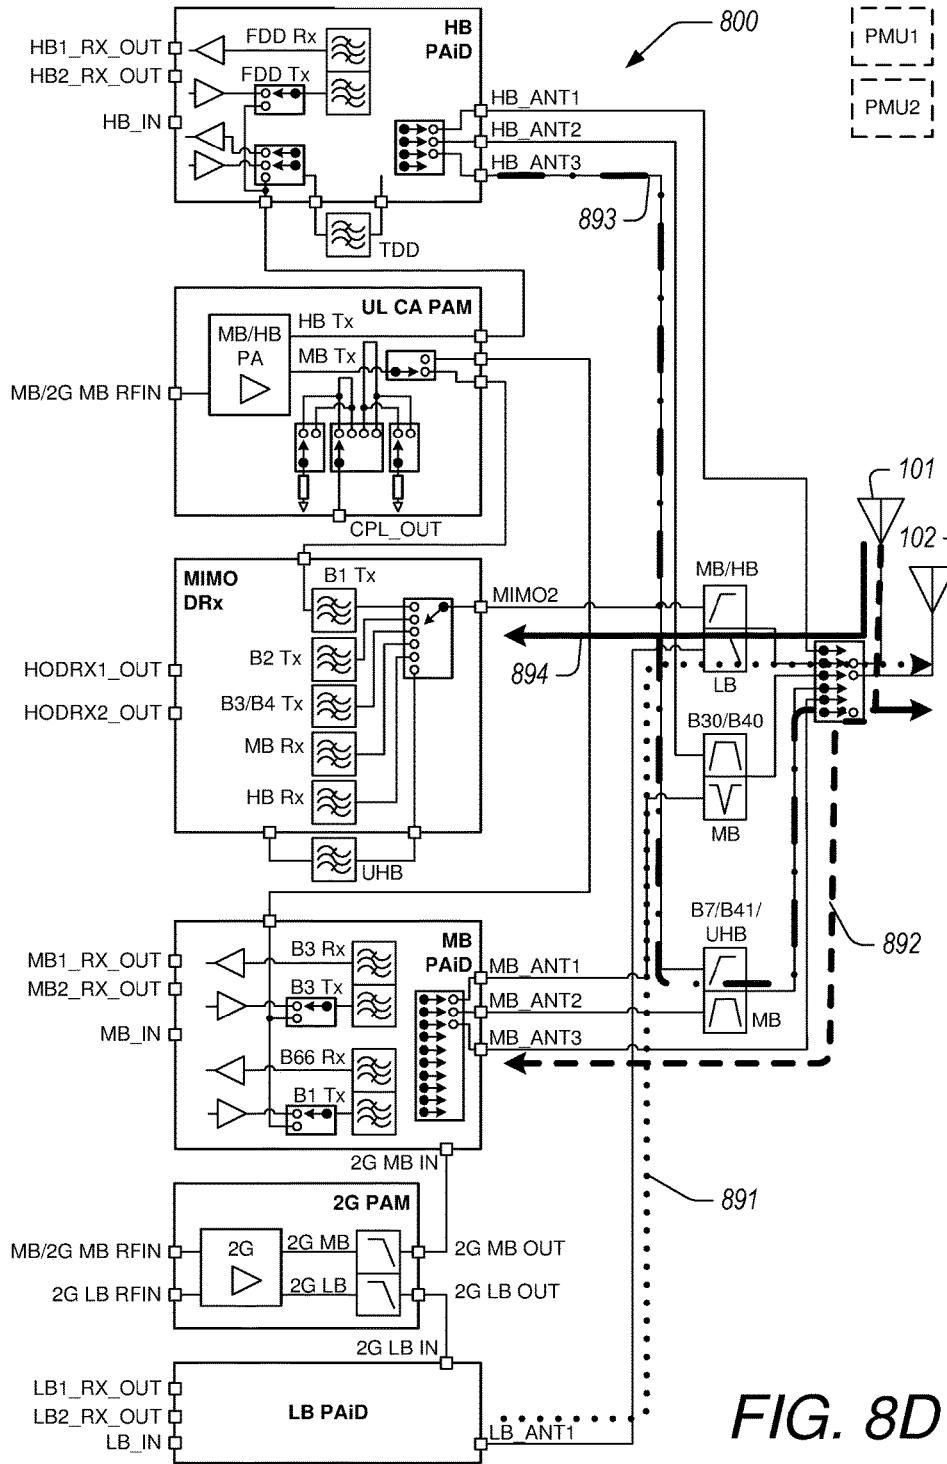 800
PMU1
PMU2
HB
PAiD
HB1_RX_OUT
HB2_RX_OUT
HB_IN
FDD Rx
FDD Tx
HB_ANT1
HB_ANT2
HB_ANT3
893
TDD
UL CA PAM
HB Tx
MB/HB
PA
MB Tx
MB/2G MB RFIN
CPL_OUT
101
102
MIMO
DRx
B1 Tx
MIMO2
MB/HB
B2 Tx
894
LB
HODRX1_OUT
HODRX2_OUT
B3/B4 Tx
B30/B40
MB Rx
HB Rx
MB
UHB
B7/B41/
UHB
892
MB
PAiD
MB1_RX_OUT
MB2_RX_OUT
MB_IN
B3 Rx
B3 Tx
MB_ANT1
MB_ANT2
MB
MB_ANT3
B66 Rx
B1 Tx
2G MB IN
891
2G PAM
MB/2G MB RFIN
2G
2G MB
2G MB OUT
2G LB RFIN
2G LB
2G LB OUT
2G LB IN
LB1_RX_OUT
LB2_RX_OUT
LB_IN
LB PAiD
LB_ANT1
FIG. 8D